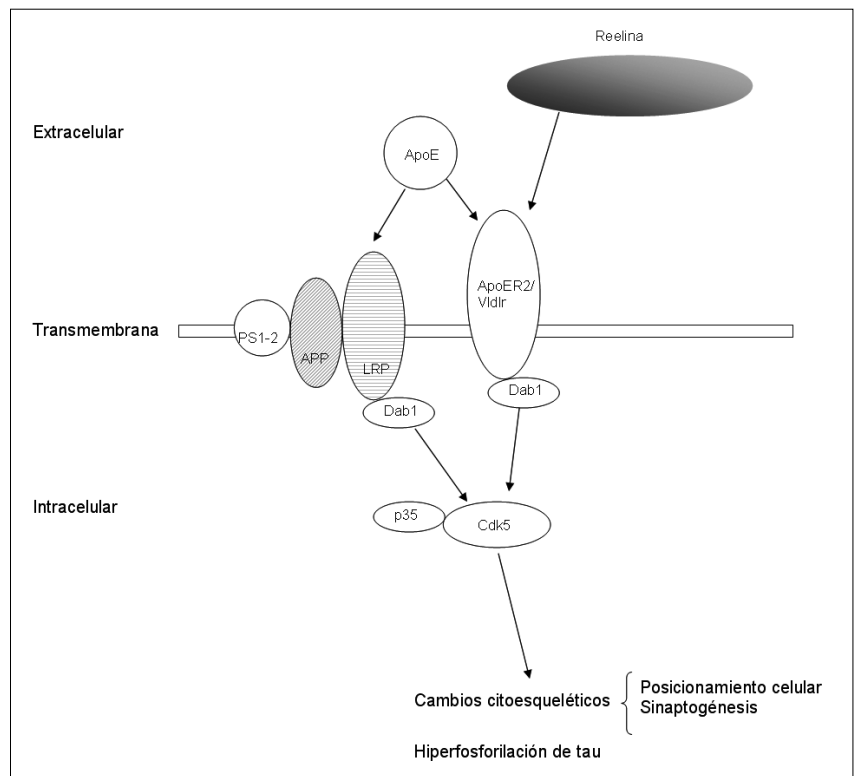 Reelina
Extracelular
ApoE
ApoER2/
Vldlr
Transmembrana
PS1-2
APP
LRP
Dab1
Dab1
Intracelular
p35
Cdk5
Cambios citoesqueléticos
Posicionamiento celular
Sinaptogénesis
Hiperfosforilación de tau